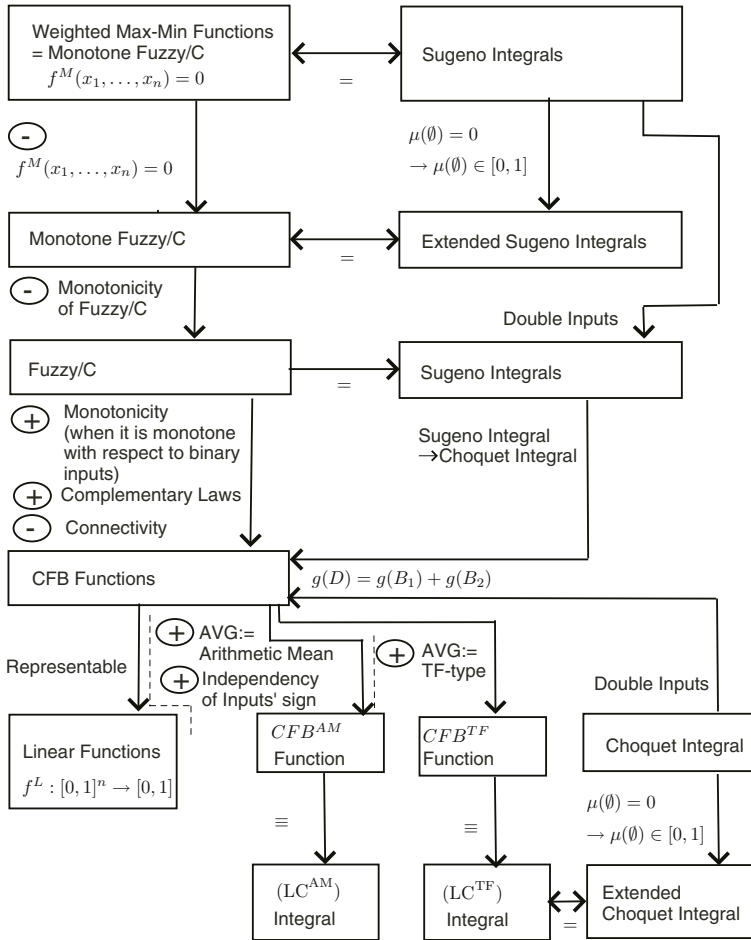 Weighted Max-Min Functions
= Monotone Fuzzy/C
f^M(x_1, . . . , x_n) = 0
=
Sugeno Integrals
-
f^M(x_1, . . . , x_n) = 0
μ(∅) = 0
→ μ(∅) ∈ [0, 1]
Monotone Fuzzy/C
=
Extended Sugeno Integrals
- Monotonicity
of Fuzzy/C
Double Inputs
Fuzzy/C
=
Sugeno Integrals
+ Monotonicity
(when it is monotone
with respect to binary
inputs)
+ Complementary Laws
- Connectivity
Sugeno Integral
→Choquet Integral
CFB Functions
g(D) = g(B_1) + g(B_2)
Representable
+ AVG:=
Arithmetic Mean
+ Independency
of Inputs' sign
+ AVG:=
TF-type
Double Inputs
Linear Functions
f^L : [0, 1]^n → [0, 1]
CFB^{AM}
Function
CFB^{TF}
Function
Choquet Integral
≡
≡
μ(∅) = 0
→ μ(∅) ∈ [0, 1]
(LC^{AM})
Integral
(LC^{TF})
Integral
=
Extended
Choquet Integral